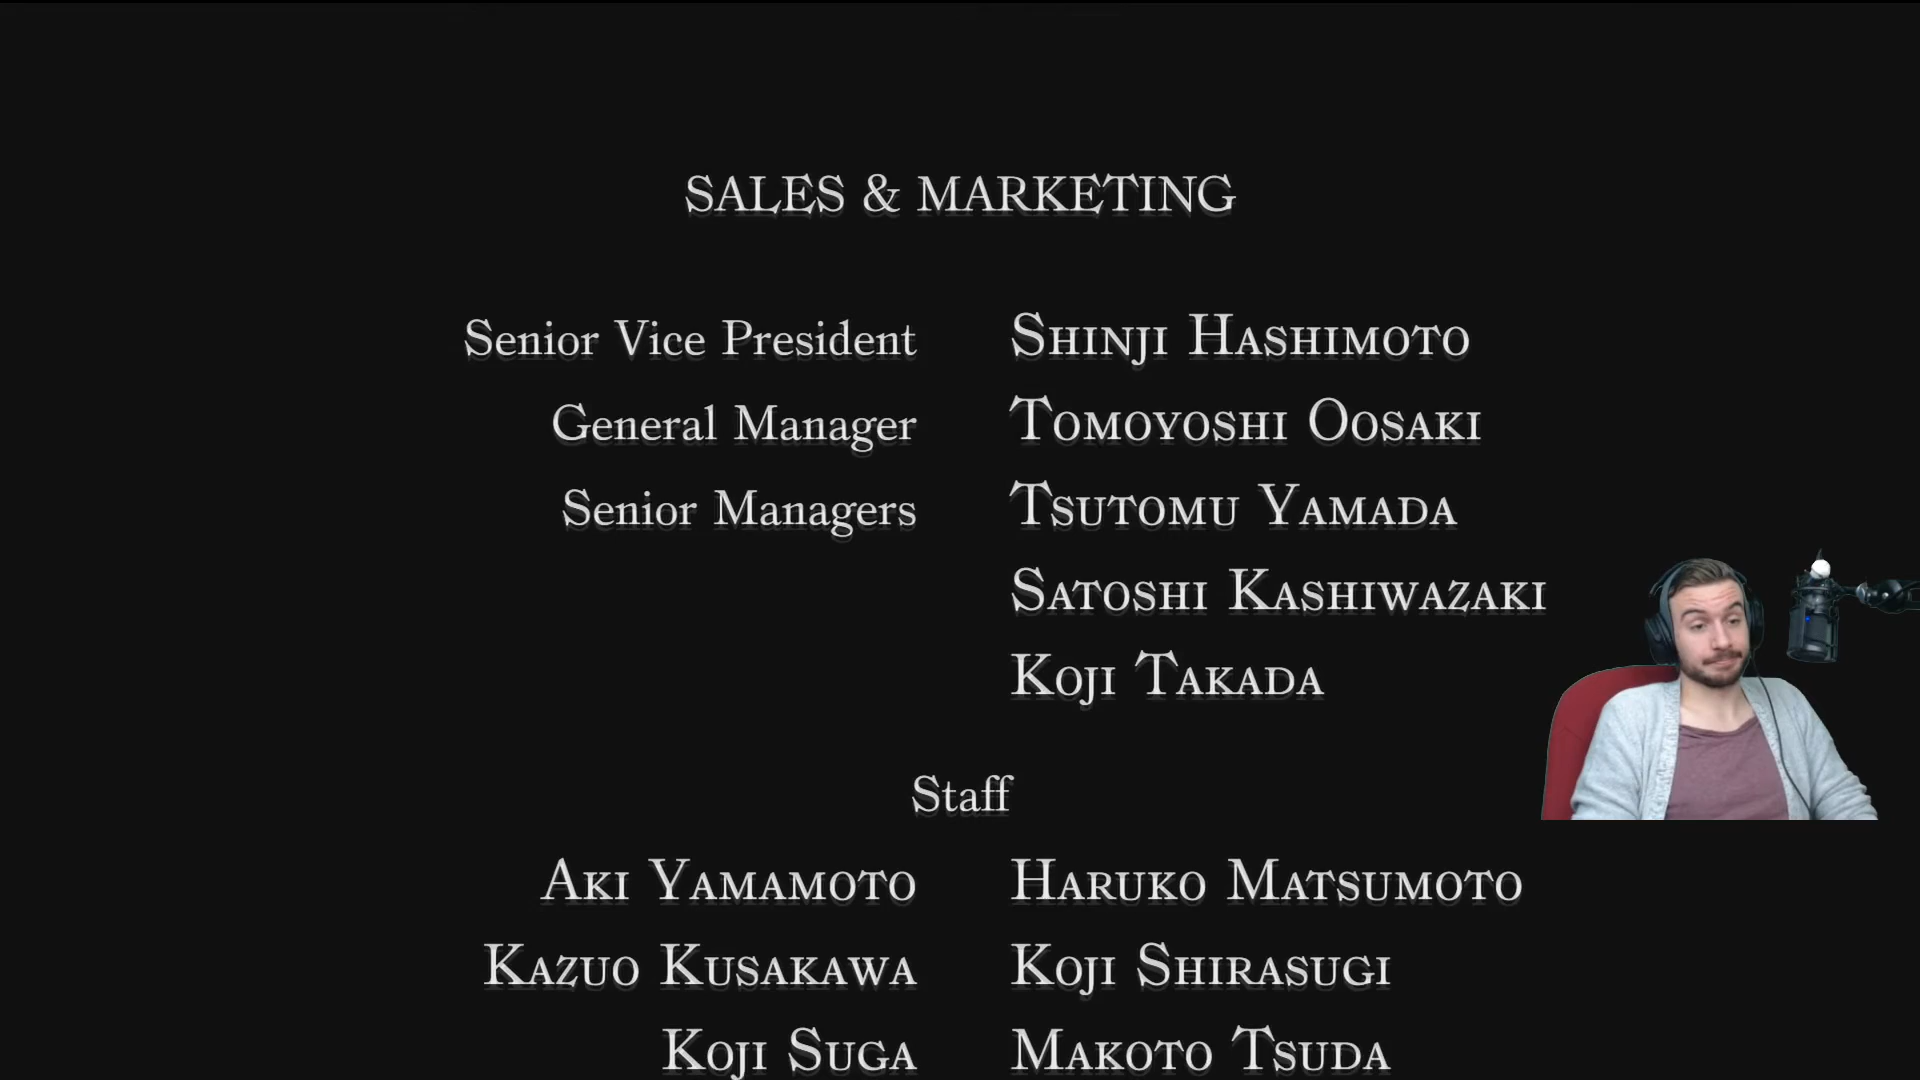 SALES & MARKETING
Senior Vice President SHINJI HASHIMOTO
General Manager TOMOYOSHI OOSAKI
Senior Managers TSUTOMU YAMADA
SATOSHI KASHIWAZAKI
KOJI TAKADA
Staff
AKI YAMAMOTO HARUKO MATSUMOTO
KAZUO KUSAKAWA KOJI SHIRASUGI
KOJI SUGA MAKOTO TSUDA